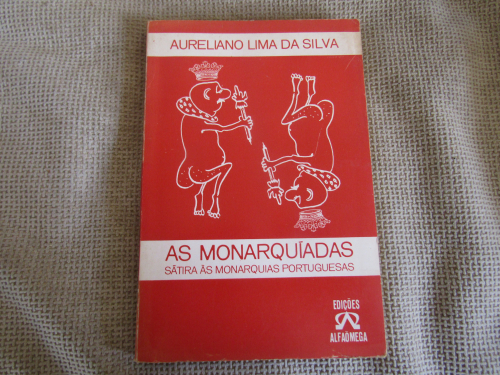 AURELIANO LIMA DA SILVA
AS MONARQUÍADAS
SÁTIRA ÀS MONARQUIAS PORTUGUESAS
EDIÇÕES
ALFAÓMEGA